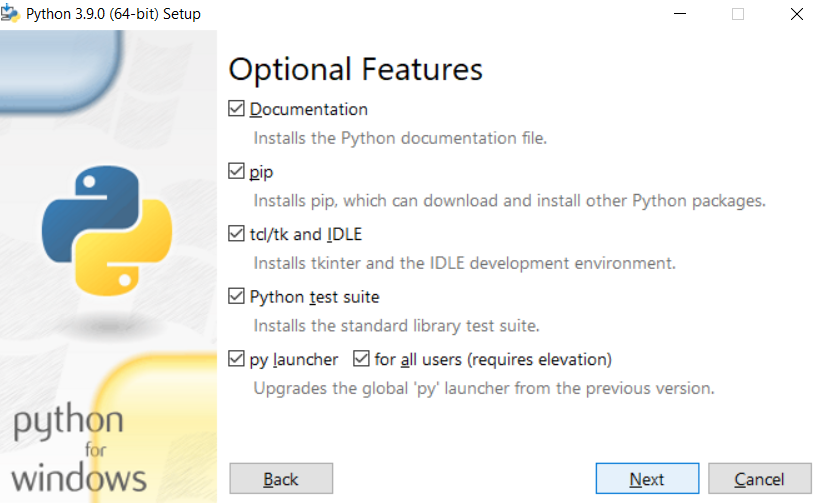 Python 3.9.0 (64-bit) Setup
Optional Features
Documentation
Installs the Python documentation file.
pip
Installs pip, which can download and install other Python packages.
tcl/tk and IDLE
Installs tkinter and the IDLE development environment.
Python test suite
Installs the standard library test suite.
py launcher for all users (requires elevation)
Upgrades the global 'py' launcher from the previous version.
python
for
windows
Back Next Cancel